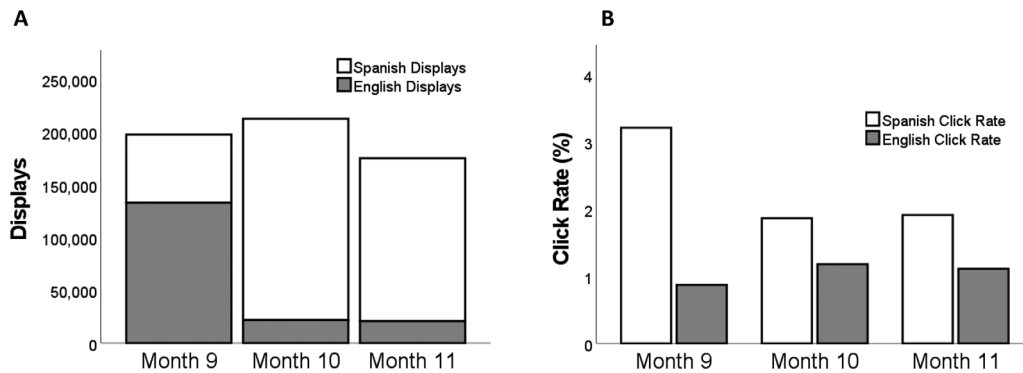 A
Displays
250,000
200,000
150,000
100,000
50,000
0
Spanish Displays
English Displays
Month 9
Month 10
Month 11
B
Click Rate (%)
4
3
2
1
0
Spanish Click Rate
English Click Rate
Month 9
Month 10
Month 11